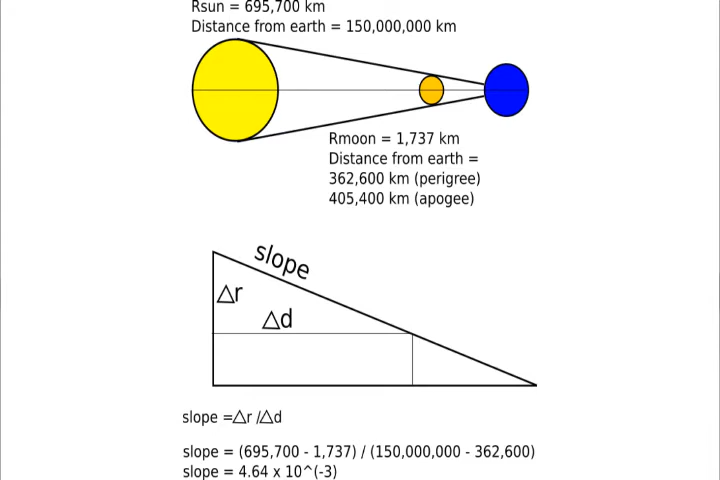 Rsun = 695,700 km
Distance from earth = 150,000,000 km
Rmoon = 1,737 km
Distance from earth =
362,600 km (perigree)
405,400 km (apogee)
slope
△r
△d
slope =△r /△d
slope = (695,700 - 1,737) / (150,000,000 - 362,600)
slope = 4.64 x 10^(-3)